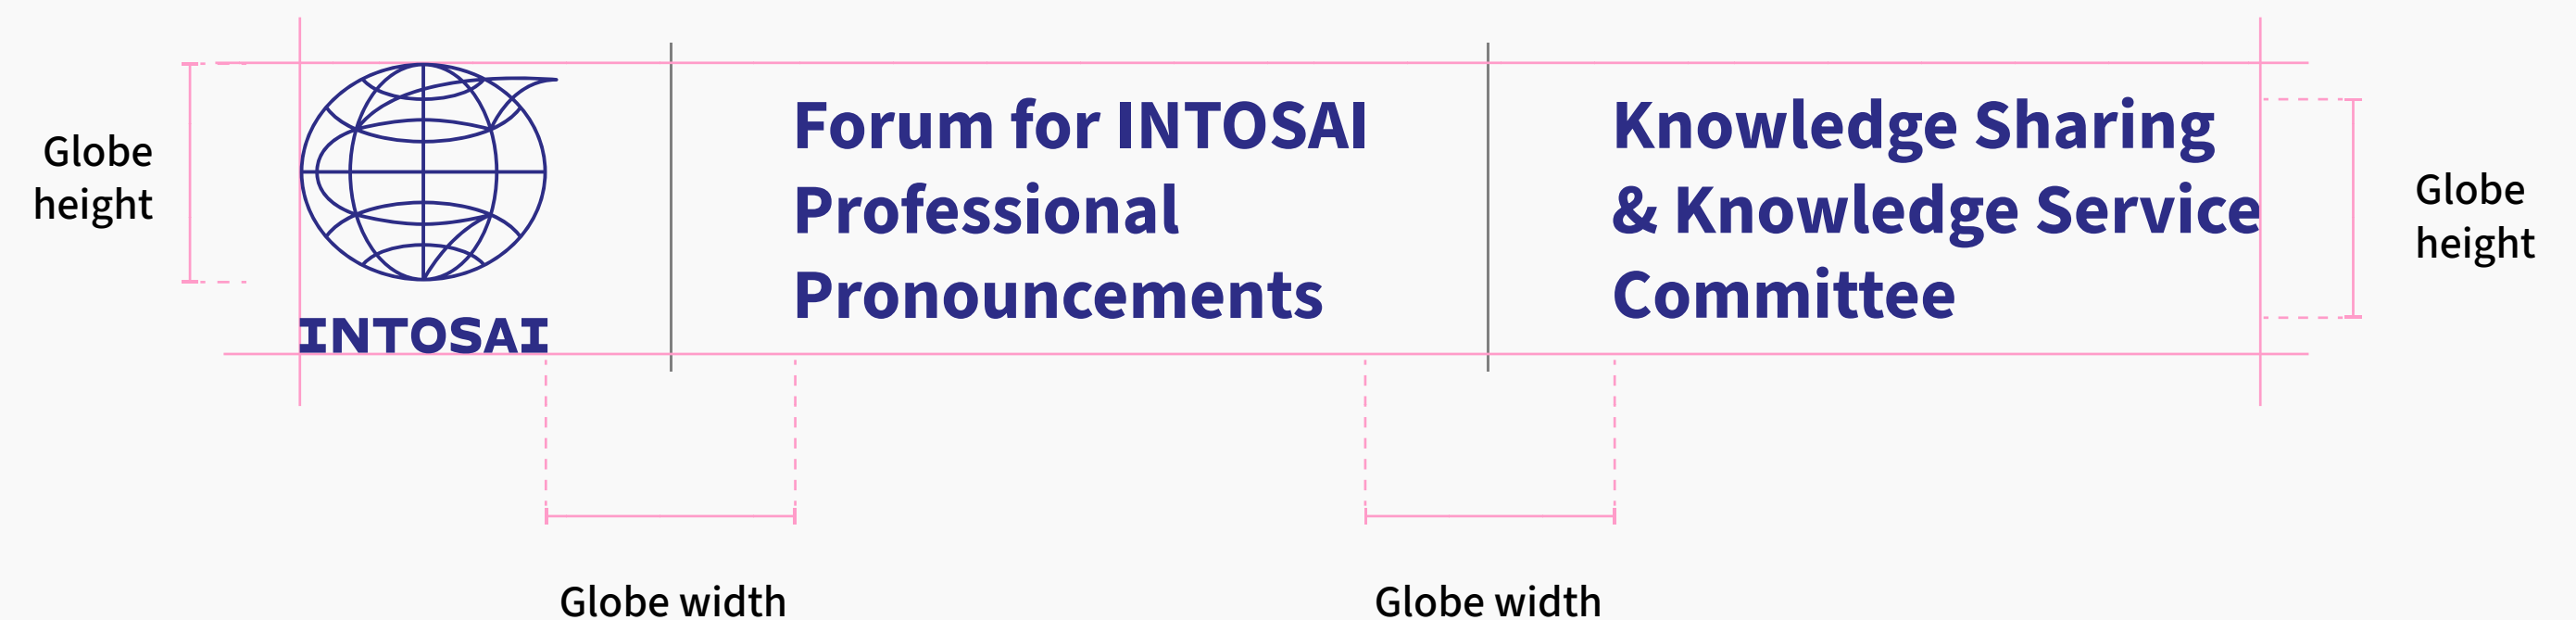 Globe
height
INTOSAI
Forum for INTOSAI
Professional
Pronouncements
Knowledge Sharing
& Knowledge Service
Committee
Globe
height
Globe width
Globe width